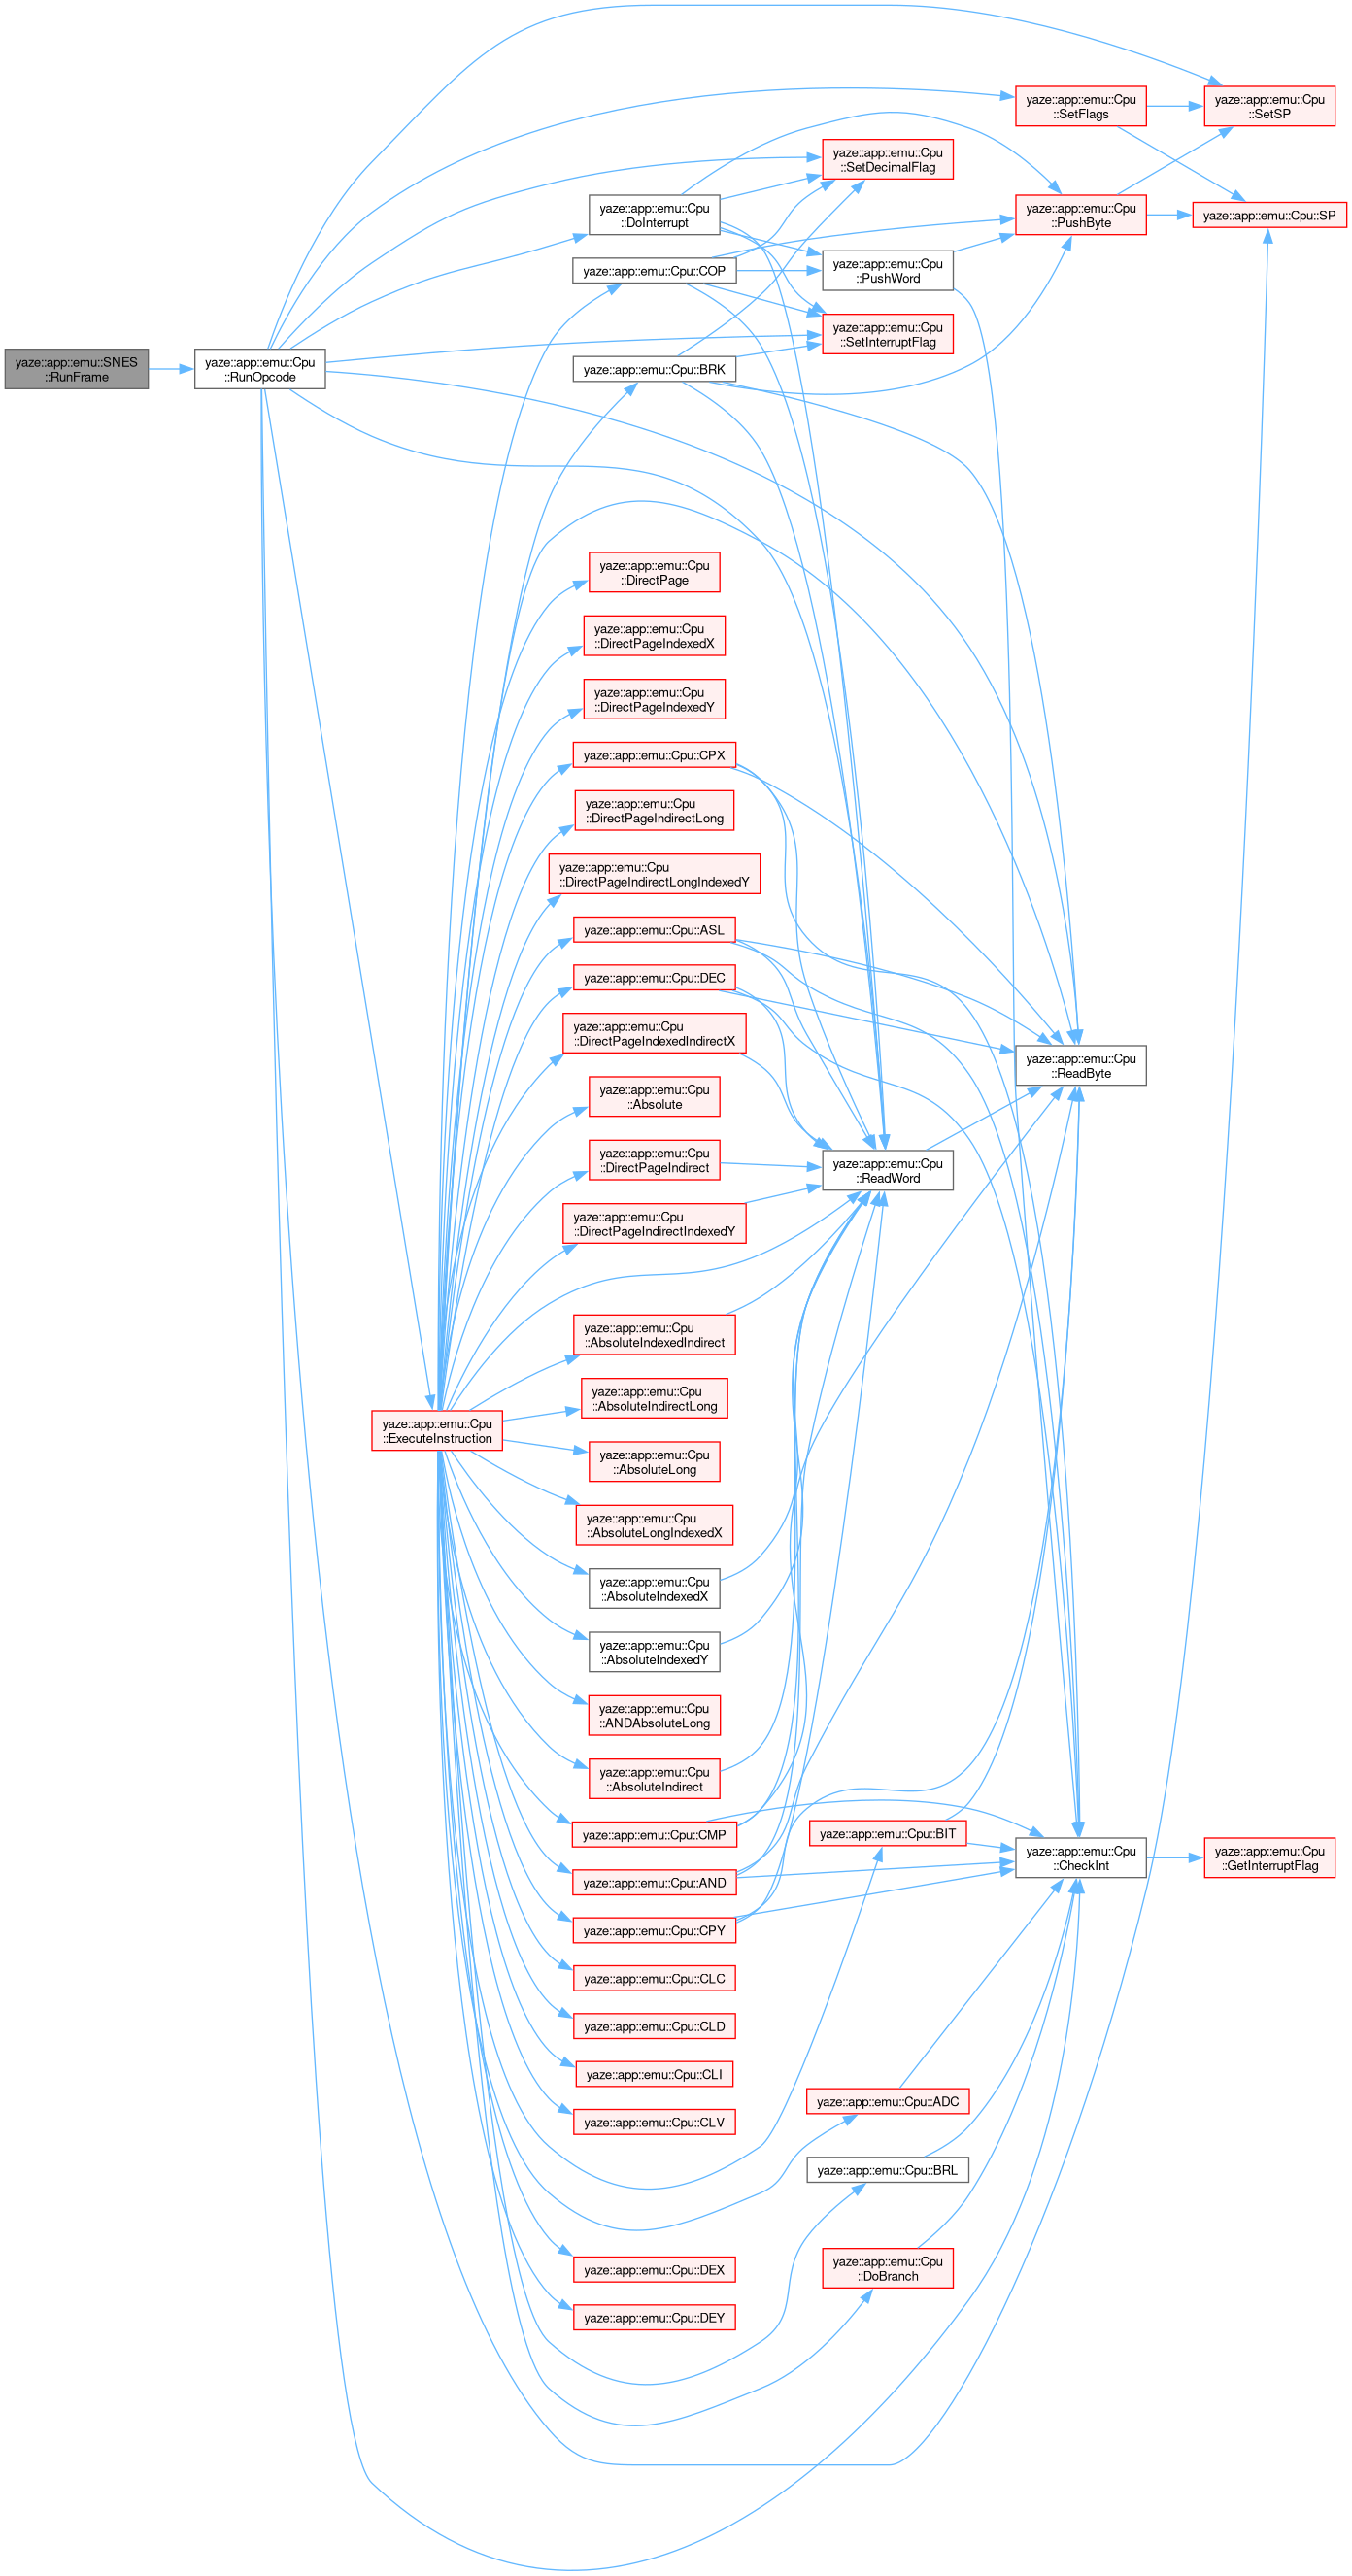 yaze::app::emu::SNES
::RunFrame
yaze::app::emu::Cpu
::RunOpcode
yaze::app::emu::Cpu
::SetFlags
yaze::app::emu::Cpu
::SetSP
yaze::app::emu::Cpu
::SetDecimalFlag
yaze::app::emu::Cpu
::DoInterrupt
yaze::app::emu::Cpu
::PushByte
yaze::app::emu::Cpu::SP
yaze::app::emu::Cpu::COP
yaze::app::emu::Cpu
::PushWord
yaze::app::emu::Cpu
::SetInterruptFlag
yaze::app::emu::Cpu::BRK
yaze::app::emu::Cpu
::DirectPage
yaze::app::emu::Cpu
::DirectPageIndexedX
yaze::app::emu::Cpu
::DirectPageIndexedY
yaze::app::emu::Cpu::CPX
yaze::app::emu::Cpu
::DirectPageIndirectLong
yaze::app::emu::Cpu
::DirectPageIndirectLongIndexedY
yaze::app::emu::Cpu::ASL
yaze::app::emu::Cpu::DEC
yaze::app::emu::Cpu
::DirectPageIndexedIndirectX
yaze::app::emu::Cpu
::ReadByte
yaze::app::emu::Cpu
::Absolute
yaze::app::emu::Cpu
::DirectPageIndirect
yaze::app::emu::Cpu
::ReadWord
yaze::app::emu::Cpu
::DirectPageIndirectIndexedY
yaze::app::emu::Cpu
::AbsoluteIndexedIndirect
yaze::app::emu::Cpu
::AbsoluteIndirectLong
yaze::app::emu::Cpu
::ExecuteInstruction
yaze::app::emu::Cpu
::AbsoluteLong
yaze::app::emu::Cpu
::AbsoluteLongIndexedX
yaze::app::emu::Cpu
::AbsoluteIndexedX
yaze::app::emu::Cpu
::AbsoluteIndexedY
yaze::app::emu::Cpu
::ANDAbsoluteLong
yaze::app::emu::Cpu
::AbsoluteIndirect
yaze::app::emu::Cpu::CMP
yaze::app::emu::Cpu::BIT
yaze::app::emu::Cpu
::CheckInt
yaze::app::emu::Cpu
::GetInterruptFlag
yaze::app::emu::Cpu::AND
yaze::app::emu::Cpu::CPY
yaze::app::emu::Cpu::CLC
yaze::app::emu::Cpu::CLD
yaze::app::emu::Cpu::CLI
yaze::app::emu::Cpu::ADC
yaze::app::emu::Cpu::CLV
yaze::app::emu::Cpu::BRL
yaze::app::emu::Cpu::DEX
yaze::app::emu::Cpu
::DoBranch
yaze::app::emu::Cpu::DEY